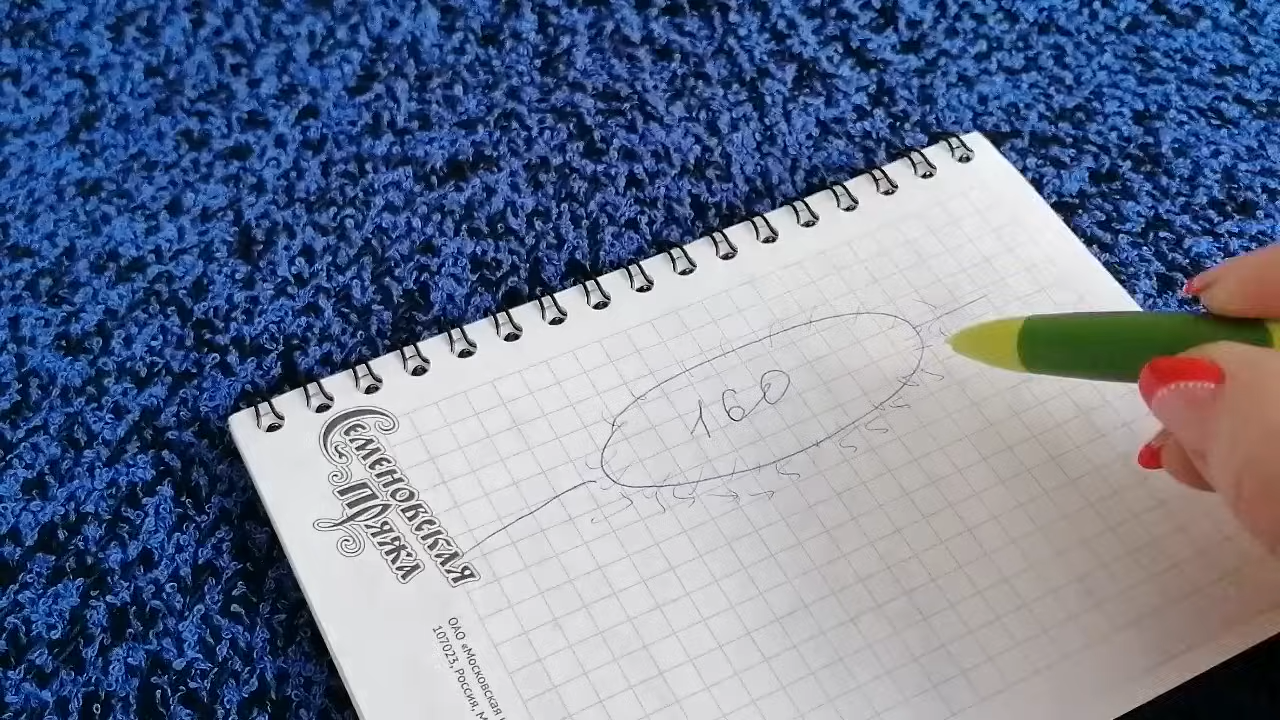 160
Семеновская
Пряжа
ОАО «Московская
107023, Россия, М